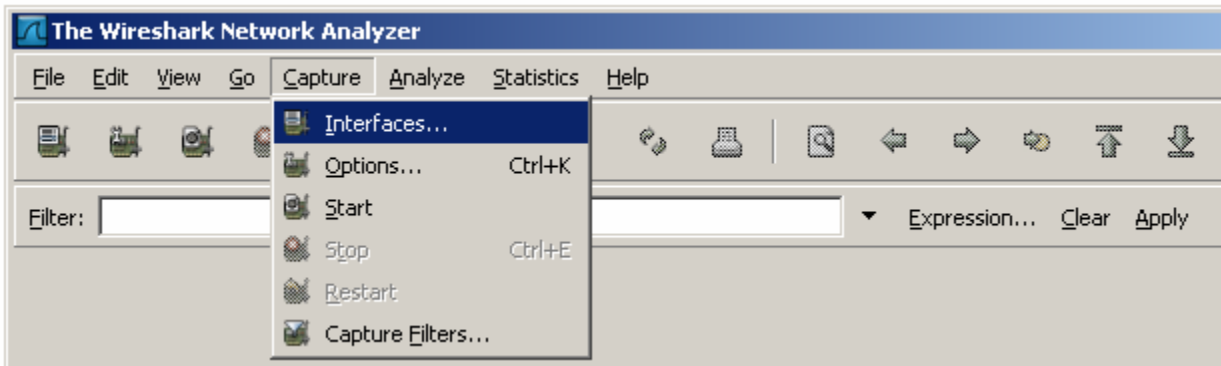 The Wireshark Network Analyzer
File Edit View Go Capture Analyze Statistics Help
Interfaces...
Options... Ctrl+K
Start
Stop Ctrl+E
Restart
Capture Filters...
Filter: Expression... Clear Apply